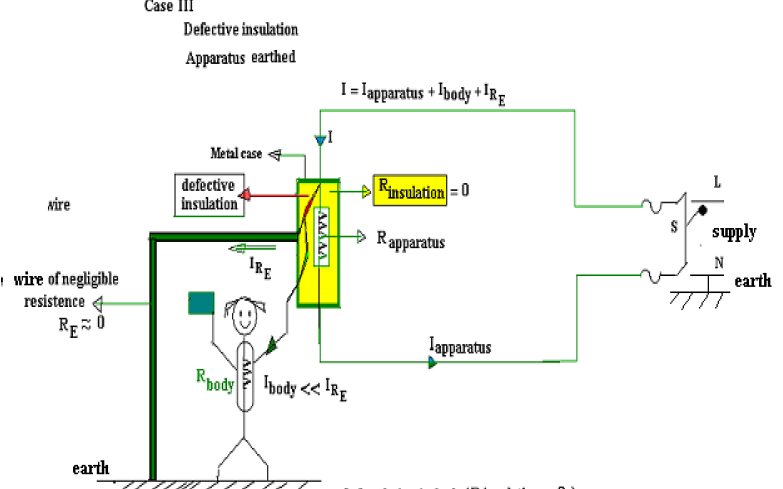 Case III
Defective insulation
Apparatus earthed
I = Iapparatus + Ibody + IRE
I
Metal case
defective
insulation
Rinsulation = 0
L
wire
S
supply
Rapparatus
IRE
N
earth
wire of negligible
resistence
RE ≈ 0
Iapparatus
Rbody
Ibody << IRE
earth